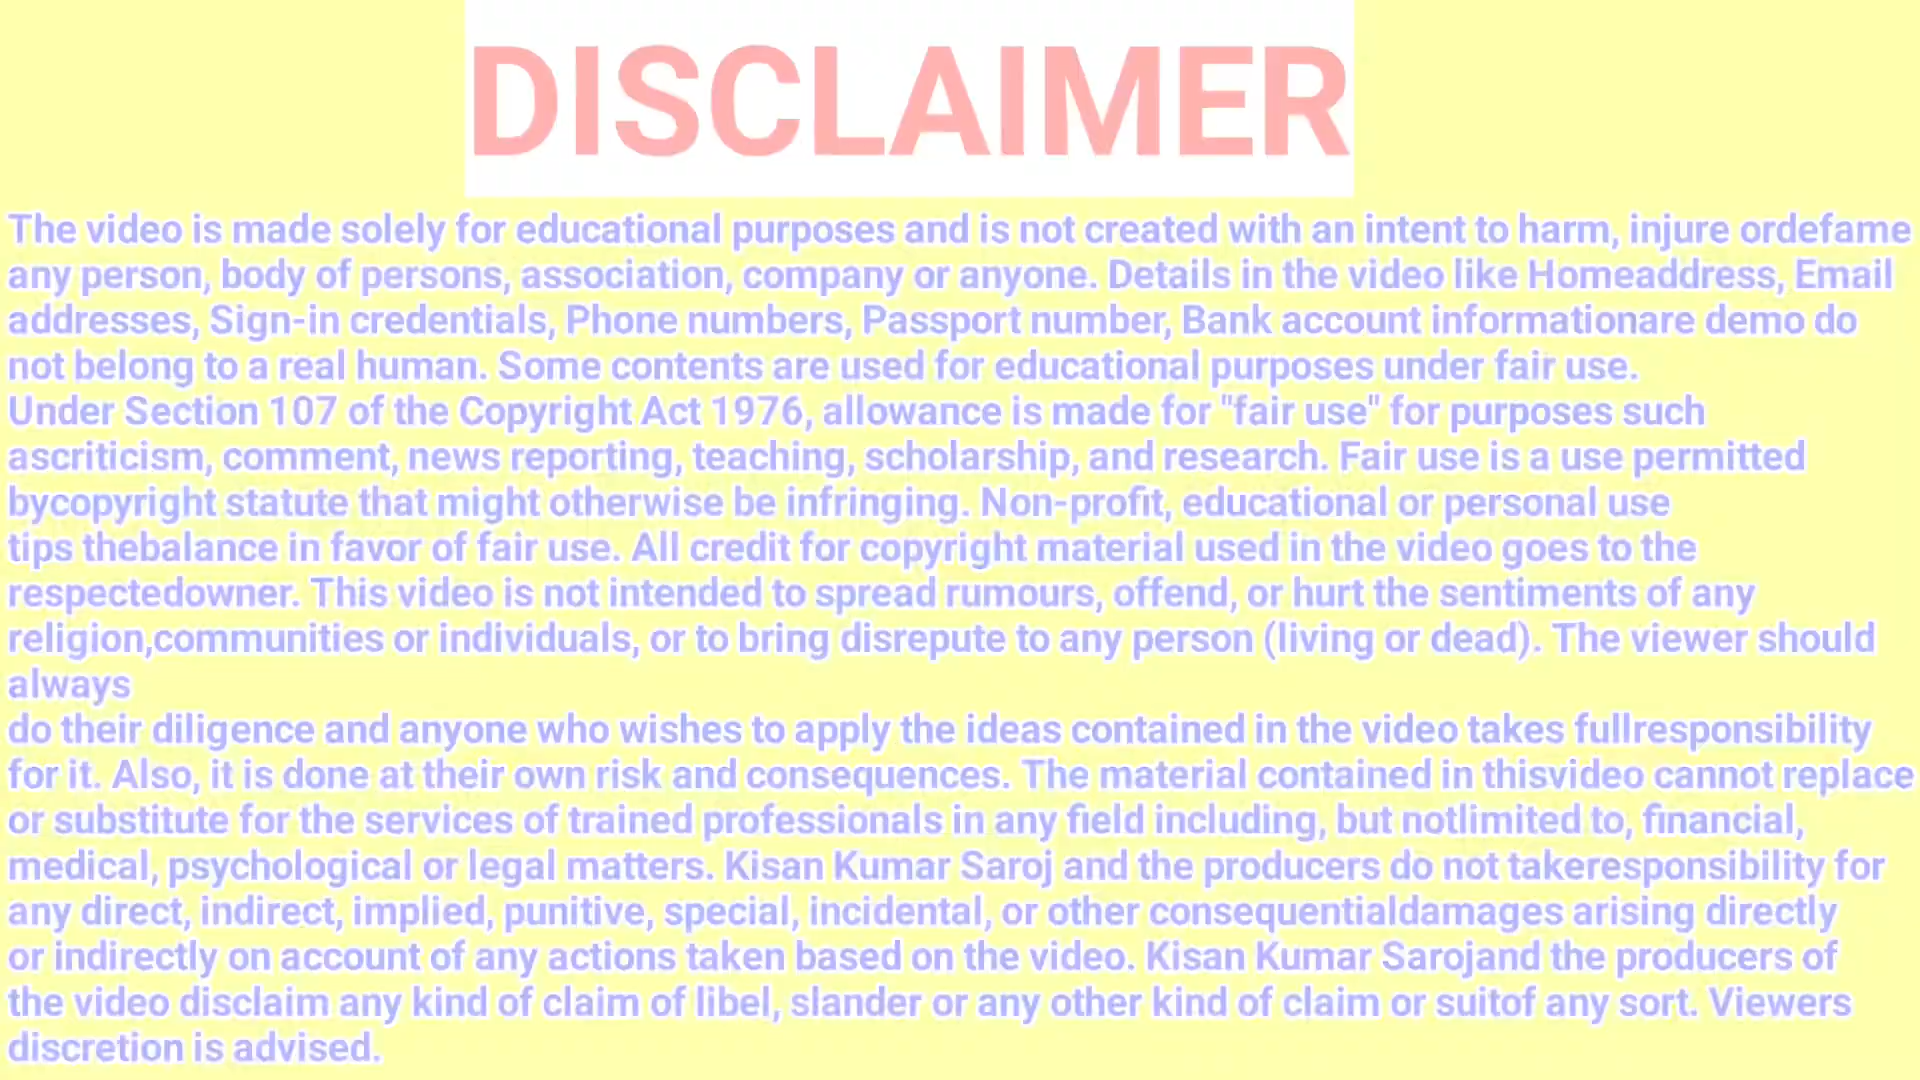 DISCLAIMER
The video is made solely for educational purposes and is not created with an intent to harm, injure ordefame
any person, body of persons, association, company or anyone. Details in the video like Homeaddress, Email
addresses, Sign-in credentials, Phone numbers, Passport number, Bank account informationare demo do
not belong to a real human. Some contents are used for educational purposes under fair use.
Under Section 107 of the Copyright Act 1976, allowance is made for "fair use" for purposes such
ascriticism, comment, news reporting, teaching, scholarship, and research. Fair use is a use permitted
bycopyright statute that might otherwise be infringing. Non-profit, educational or personal use
tips thebalance in favor of fair use. All credit for copyright material used in the video goes to the
respectedowner. This video is not intended to spread rumours, offend, or hurt the sentiments of any
religion,communities or individuals, or to bring disrepute to any person (living or dead). The viewer should
always
do their diligence and anyone who wishes to apply the ideas contained in the video takes fullresponsibility
for it. Also, it is done at their own risk and consequences. The material contained in thisvideo cannot replace
or substitute for the services of trained professionals in any field including, but notlimited to, financial,
medical, psychological or legal matters. Kisan Kumar Saroj and the producers do not takeresponsibility for
any direct, indirect, implied, punitive, special, incidental, or other consequentialdamages arising directly
or indirectly on account of any actions taken based on the video. Kisan Kumar Sarojand the producers of
the video disclaim any kind of claim of libel, slander or any other kind of claim or suitof any sort. Viewers
discretion is advised.